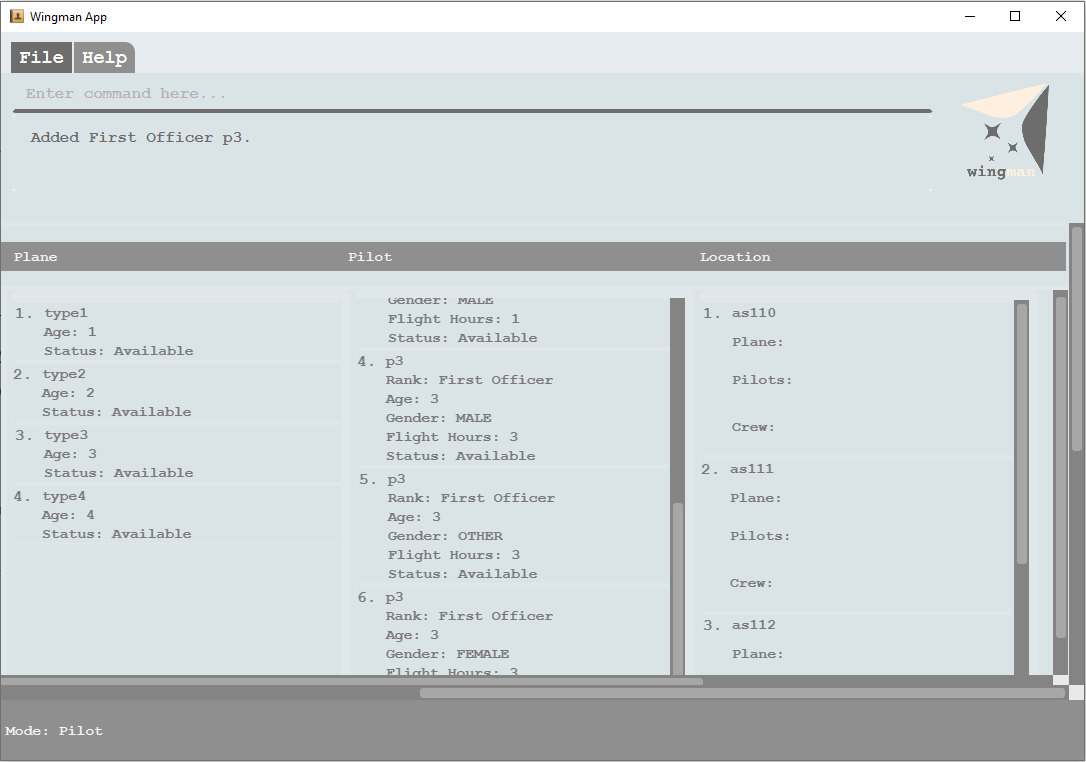 Wingman App
File Help
Enter command here...
Added First Officer p3.
wingman
Plane Pilot Location
1. type1
Age: 1
Status: Available
2. type2
Age: 2
Status: Available
3. type3
Age: 3
Status: Available
4. type4
Age: 4
Status: Available
Gender: MALE
Flight Hours: 1
Status: Available
4. p3
Rank: First Officer
Age: 3
Gender: MALE
Flight Hours: 3
Status: Available
5. p3
Rank: First Officer
Age: 3
Gender: OTHER
Flight Hours: 3
Status: Available
6. p3
Rank: First Officer
Age: 3
Gender: FEMALE
Flight Hours: 3
1. as110
Plane:
Pilots:
Crew:
2. as111
Plane:
Pilots:
Crew:
3. as112
Plane:
Mode: Pilot